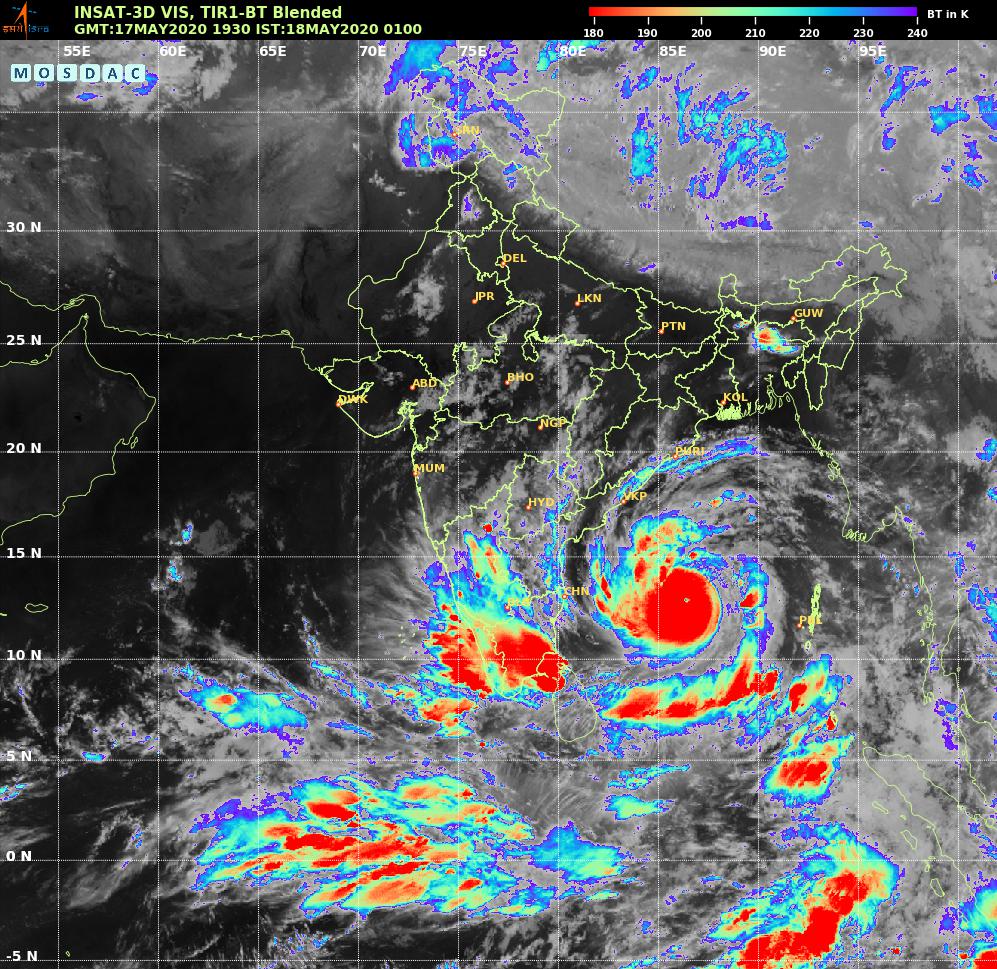 INSAT-3D VIS, TIR1-BT Blended
GMT:17MAY2020 1930 IST:18MAY2020 0100
180 190 200 210 220 230 240 BT in K
55E 60E 65E 70E 75E 80E 85E 90E 95E
MOSDAC
SRN
30 N
DEL
JPR
LKN
GUW
PTN
25 N
BHO
ABD
DWK
KOL
NGP
20 N
PURI
MUM
HYD
VKP
15 N
CHN
10 N
5 N
0 N
-5 N